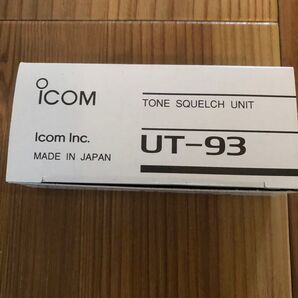 ICOM
TONE SQUELCH UNIT
Icom Inc.
MADE IN JAPAN
UT-93